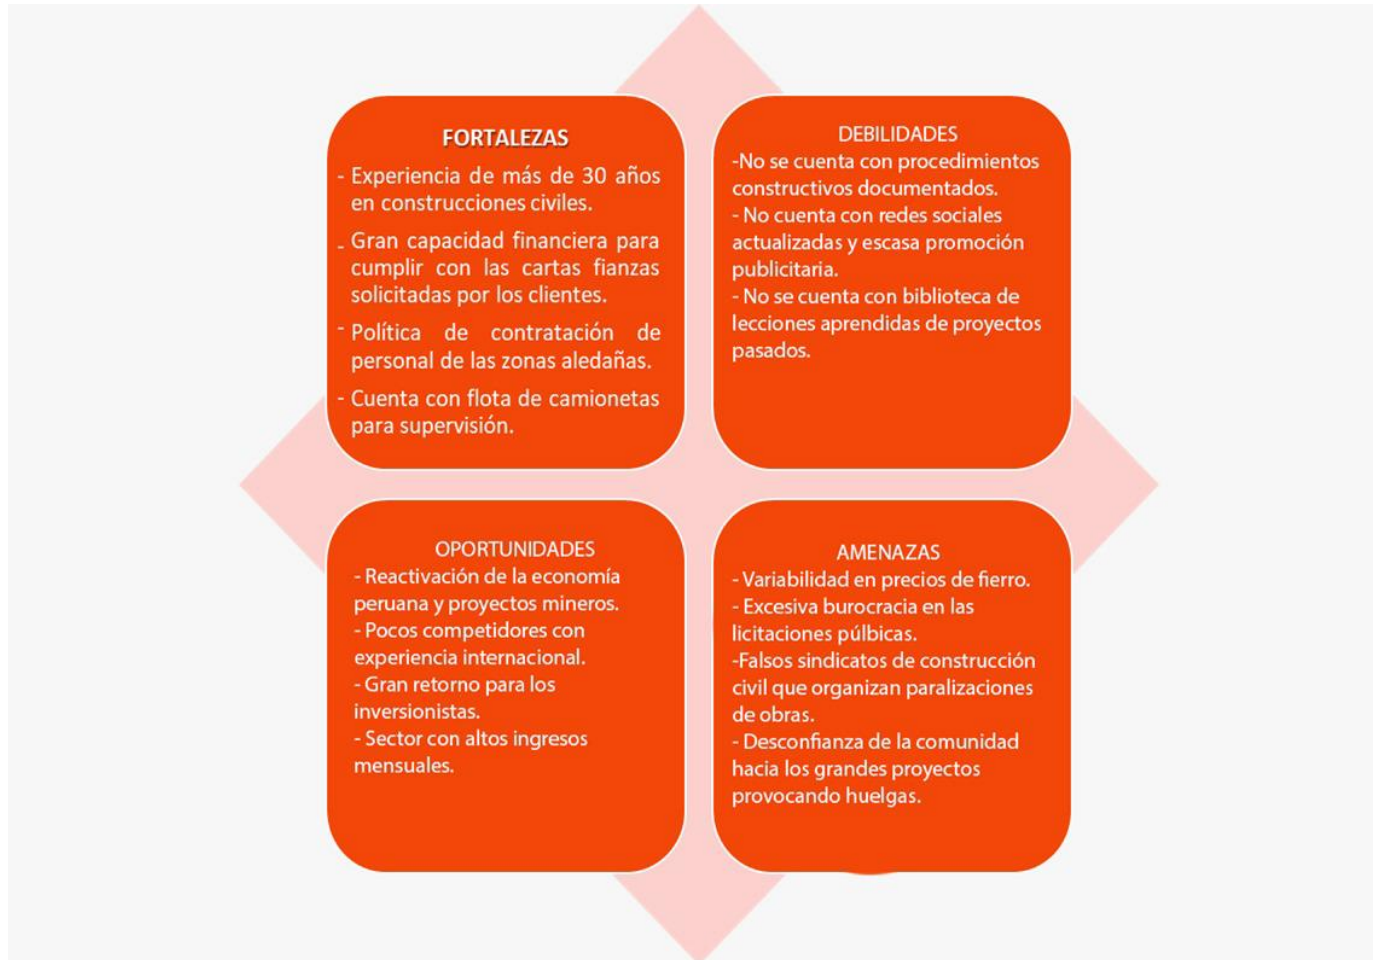 FORTALEZAS
- Experiencia de más de 30 años
en construcciones civiles.
- Gran capacidad financiera para
cumplir con las cartas fianzas
solicitadas por los clientes.
- Política de contratación de
personal de las zonas aledañas.
- Cuenta con flota de camionetas
para supervisión.
DEBILIDADES
-No se cuenta con procedimientos
constructivos documentados.
- No cuenta con redes sociales
actualizadas y escasa promoción
publicitaria.
- No se cuenta con biblioteca de
lecciones aprendidas de proyectos
pasados.
OPORTUNIDADES
- Reactivación de la economía
peruana y proyectos mineros.
- Pocos competidores con
experiencia internacional.
- Gran retorno para los
inversionistas.
- Sector con altos ingresos
mensuales.
AMENAZAS
- Variabilidad en precios de fierro.
- Excesiva burocracia en las
licitaciones púlbicas.
-Falsos sindicatos de construcción
civil que organizan paralizaciones
de obras.
- Desconfianza de la comunidad
hacia los grandes proyectos
provocando huelgas.